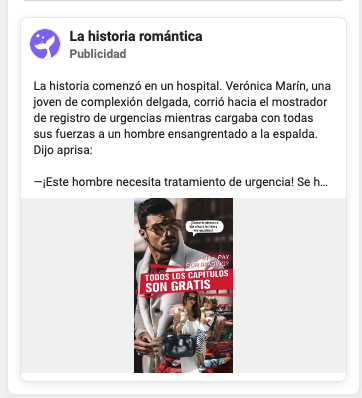 La historia romántica
Publicidad
La historia comenzó en un hospital. Verónica Marín, una
joven de complexión delgada, corrió hacia el mostrador
de registro de urgencias mientras cargaba con todas
sus fuerzas a un hombre ensangrentado a la espalda.
Dijo aprisa:
—¡Este hombre necesita tratamiento de urgencia! Se h...
TODOS LOS CAPÍTULOS
SON GRATIS